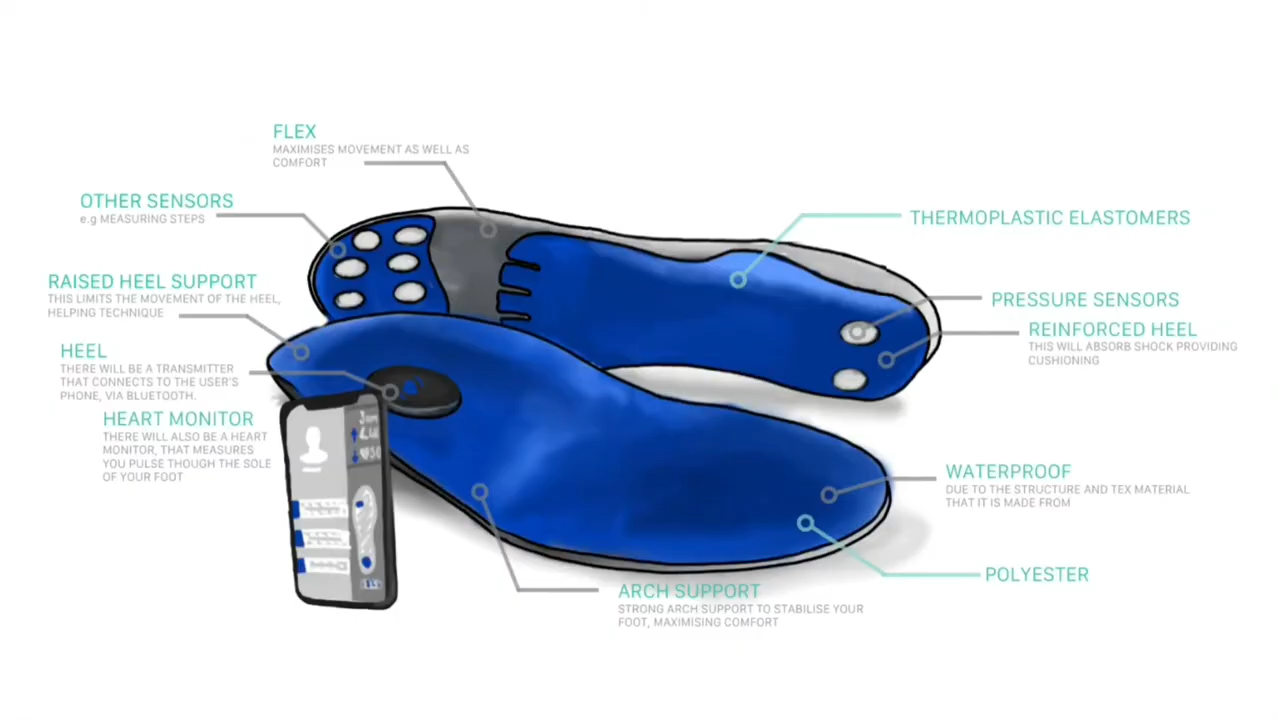 FLEX
MAXIMISES MOVEMENT AS WELL AS
COMFORT
OTHER SENSORS
e.g MEASURING STEPS
THERMOPLASTIC ELASTOMERS
RAISED HEEL SUPPORT
THIS LIMITS THE MOVEMENT OF THE HEEL,
HELPING TECHNIQUE
PRESSURE SENSORS
REINFORCED HEEL
THIS WILL ABSORB SHOCK PROVIDING
CUSHIONING
HEEL
THERE WILL BE A TRANSMITTER
THAT CONNECTS TO THE USER'S
PHONE, VIA BLUETOOTH.
HEART MONITOR
THERE WILL ALSO BE A HEART
MONITOR, THAT MEASURES
YOU PULSE THOUGH THE SOLE
OF YOUR FOOT
WATERPROOF
DUE TO THE STRUCTURE AND TEX MATERIAL
THAT IT IS MADE FROM
POLYESTER
ARCH SUPPORT
STRONG ARCH SUPPORT TO STABILISE YOUR
FOOT, MAXIMISING COMFORT